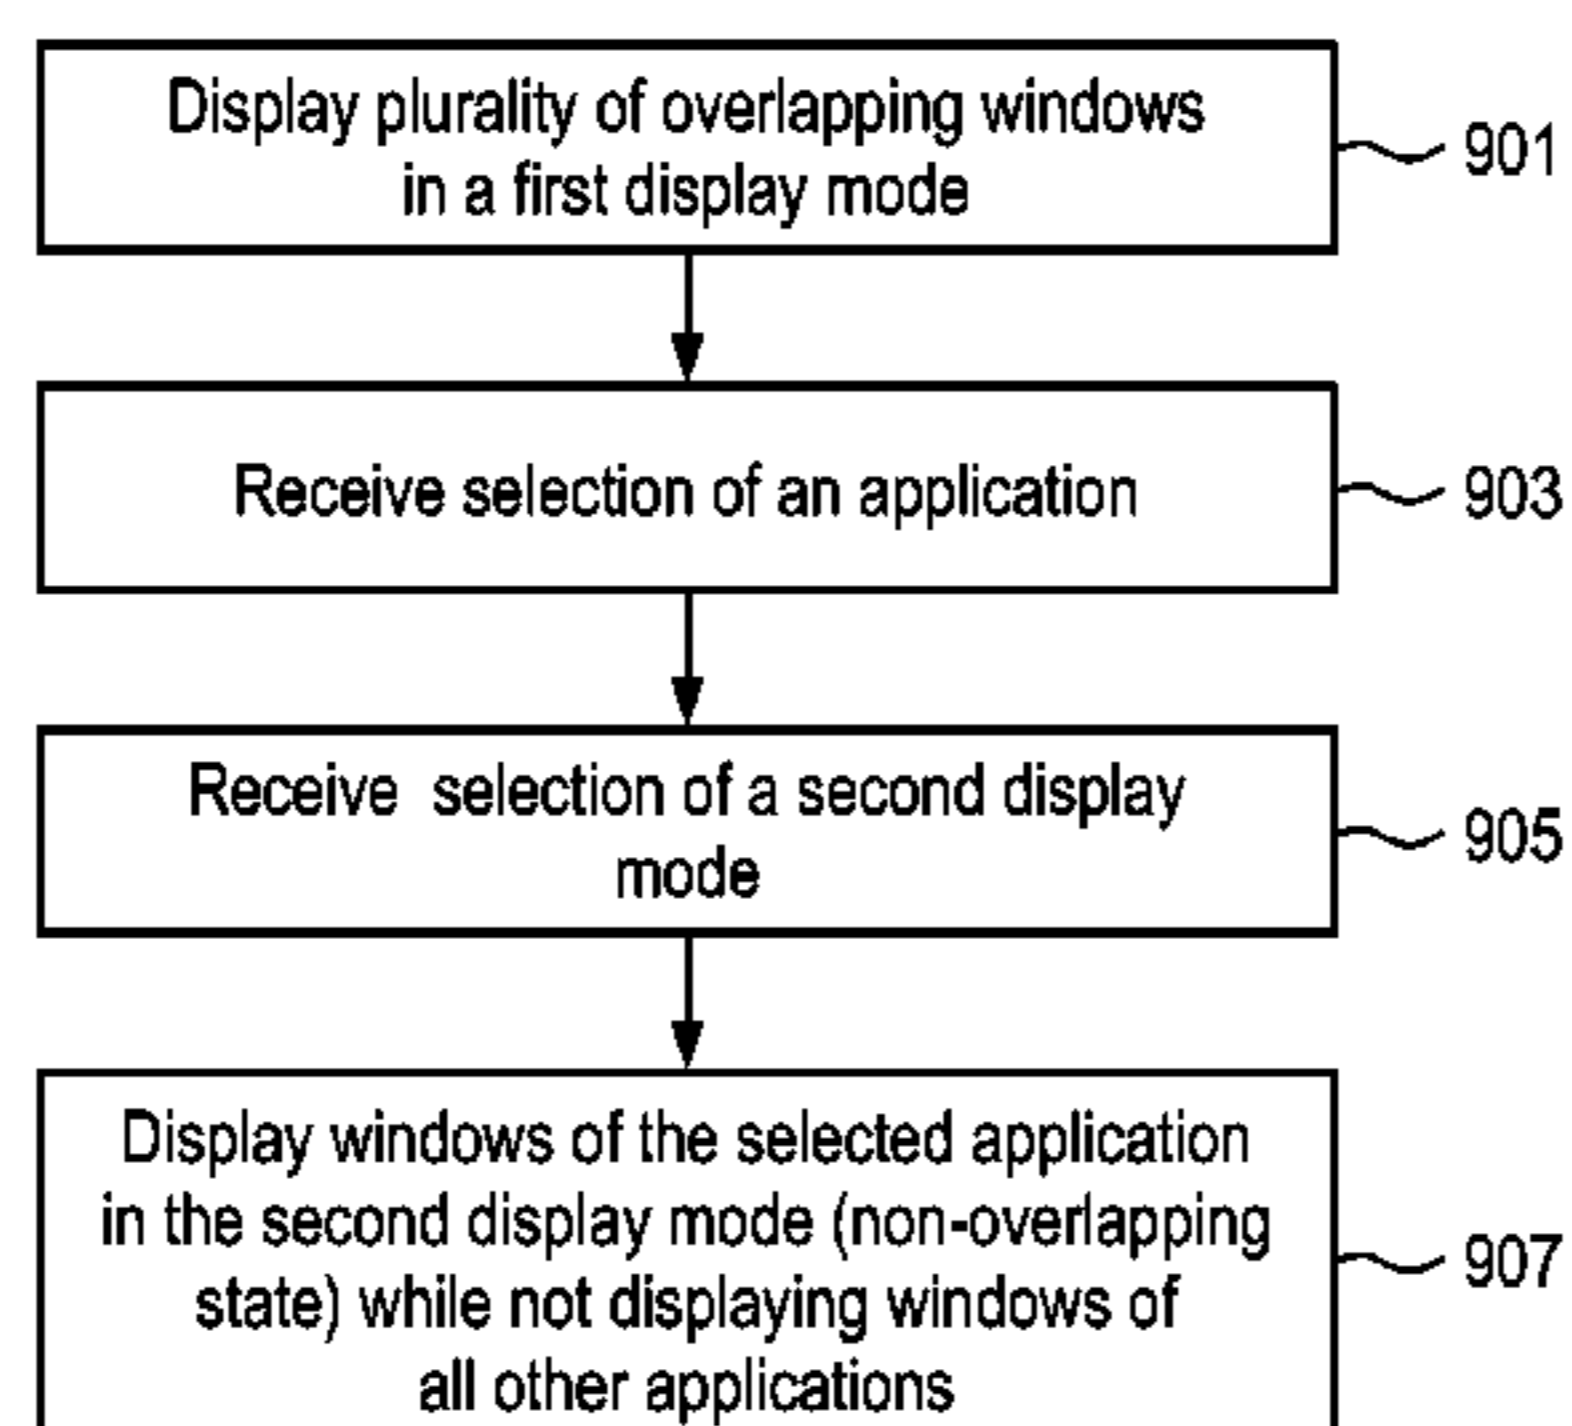 Display plurality of overlapping windows
in a first display mode
901
Receive selection of an application
903
Receive selection of a second display
mode
905
Display windows of the selected application
in the second display mode (non-overlapping
state) while not displaying windows of
all other applications
907